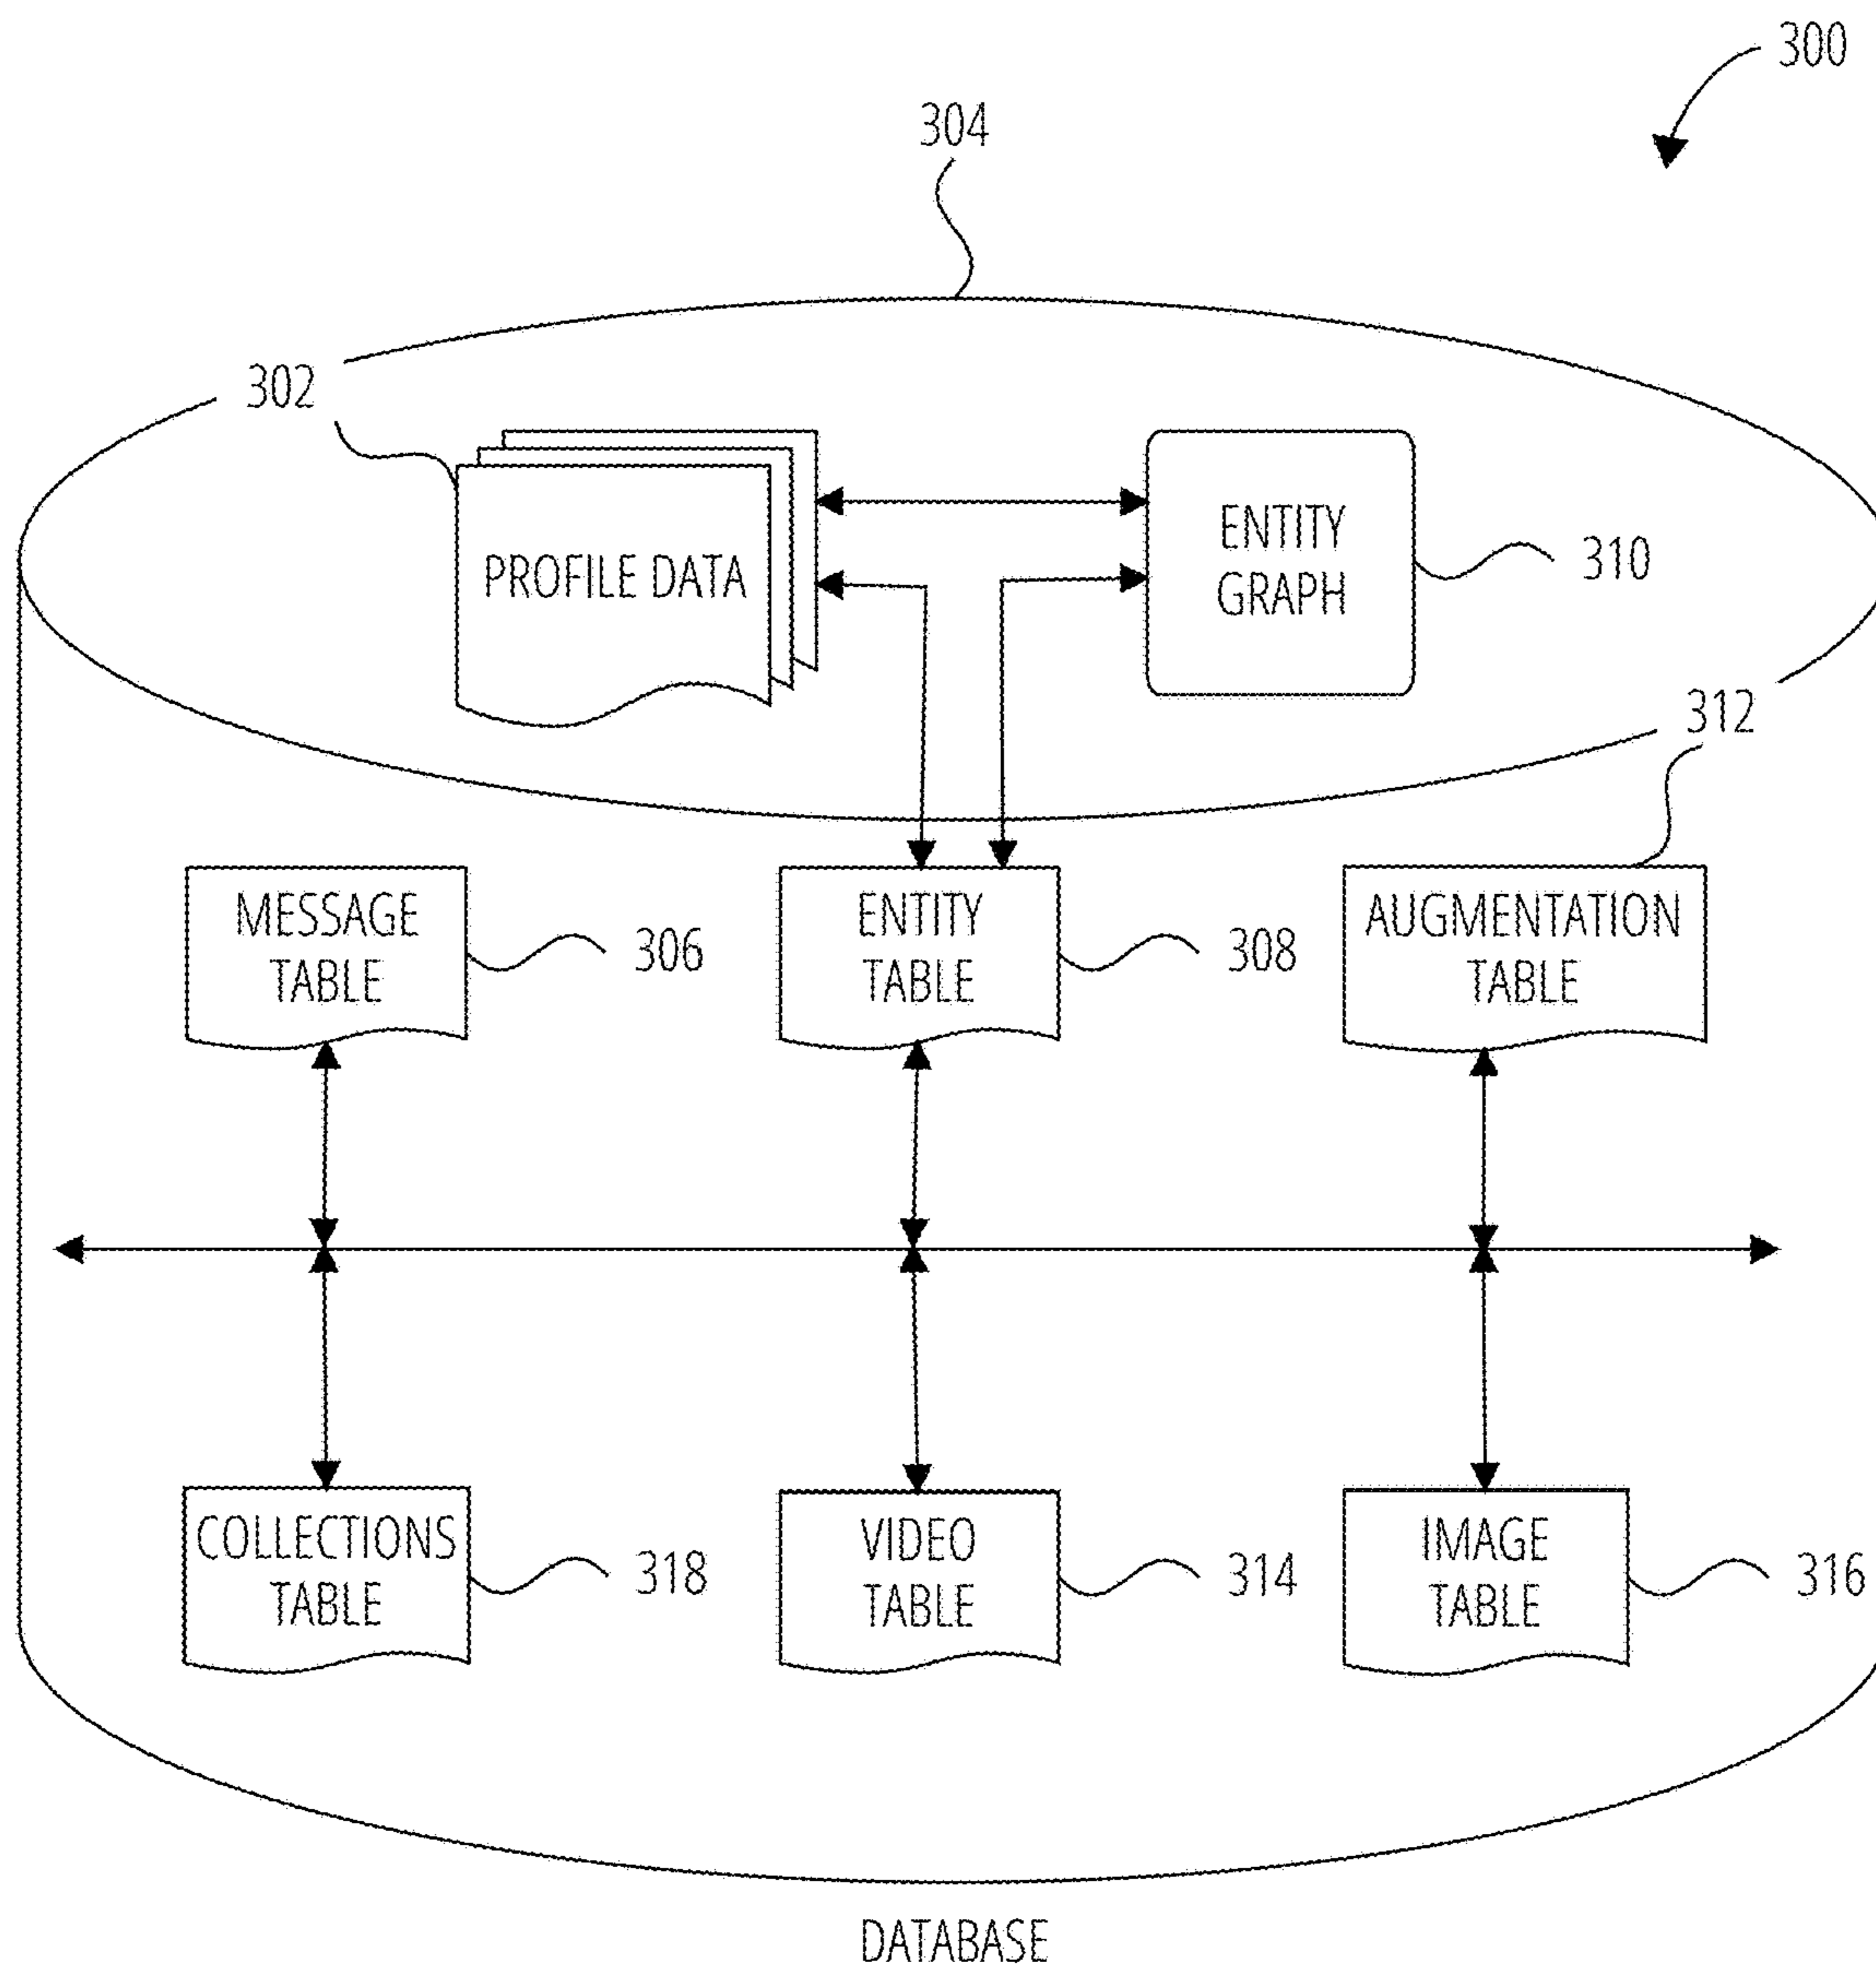 300
304
302
PROFILE DATA
ENTITY
GRAPH
310
312
MESSAGE
TABLE
306
ENTITY
TABLE
308
AUGMENTATION
TABLE
COLLECTIONS
TABLE
318
VIDEO
TABLE
314
IMAGE
TABLE
316
DATABASE